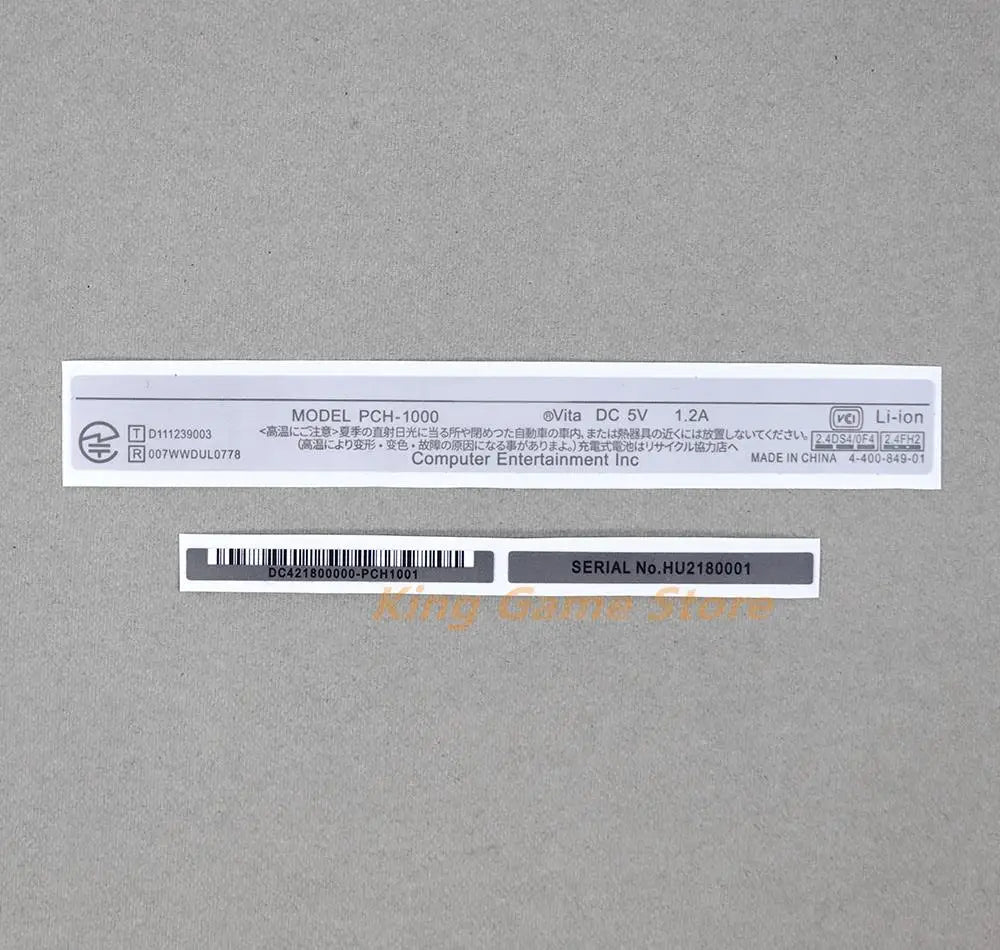 MODEL PCH-1000 ®Vita DC 5V 1.2A VCI Li-ion
T D111239003
R 007WWDUL0778
<高温にご注意>夏季の直射日光に当る所や閉めつた自動車の車内、または熱器具の近くには放置しないてください。
(高温により変形・変色・故障の原因になる事がありまよ。)充電式電池はリサイクル協力店へ
2.4DS4/0F4 2.4FH2
Computer Entertainment Inc
MADE IN CHINA 4-400-849-01
DC421800000-PCH1001
SERIAL No.HU2180001
King Game Store